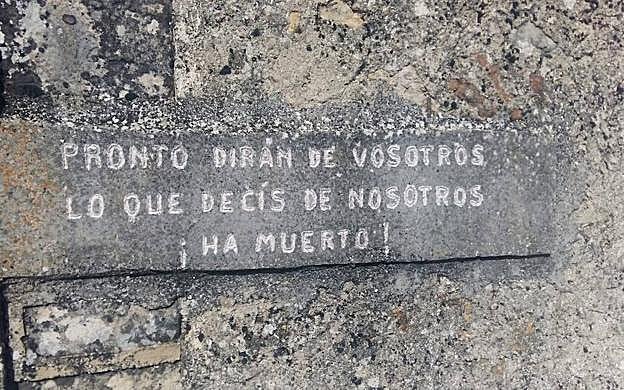 PRONTO DIRÁN DE VOSOTROS
LO QUE DECÍS DE NOSOTROS
¡HA MUERTO!